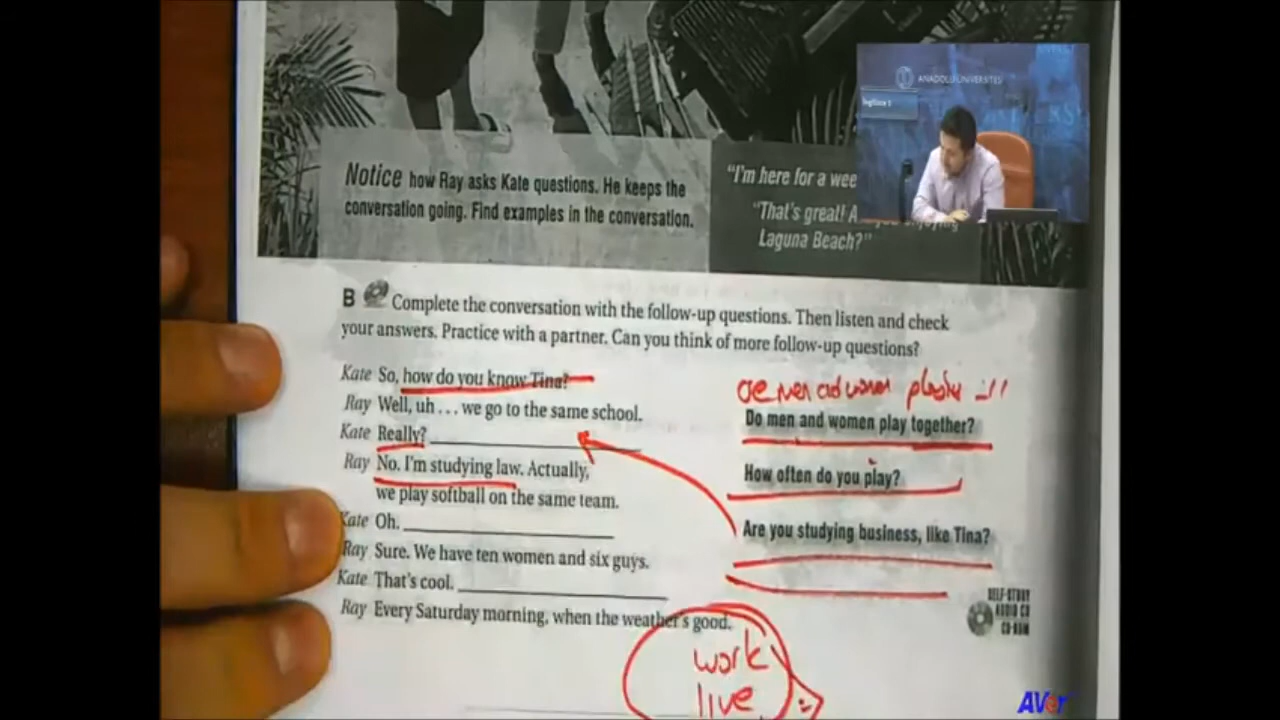 ANADOLU ÜNİVERSİTESİ
İngilizce I
Notice how Ray asks Kate questions. He keeps the
conversation going. Find examples in the conversation.
"I'm here for a wee
"That's great! A enjoying
Laguna Beach?"
B Complete the conversation with the follow-up questions. Then listen and check
your answers. Practice with a partner. Can you think of more follow-up questions?
Kate So, how do you know Tina?
Ray Well, uh . . . we go to the same school.
Kate Really?
Ray No. I'm studying law. Actually,
we play softball on the same team.
Kate Oh.
Ray Sure. We have ten women and six guys.
Kate That's cool.
Ray Every Saturday morning, when the weather's good.
Do men and women play together?
How often do you play?
Are you studying business, like Tina?
SELF-STUDY
AUDIO CD
CD-ROM
work
live
AVer